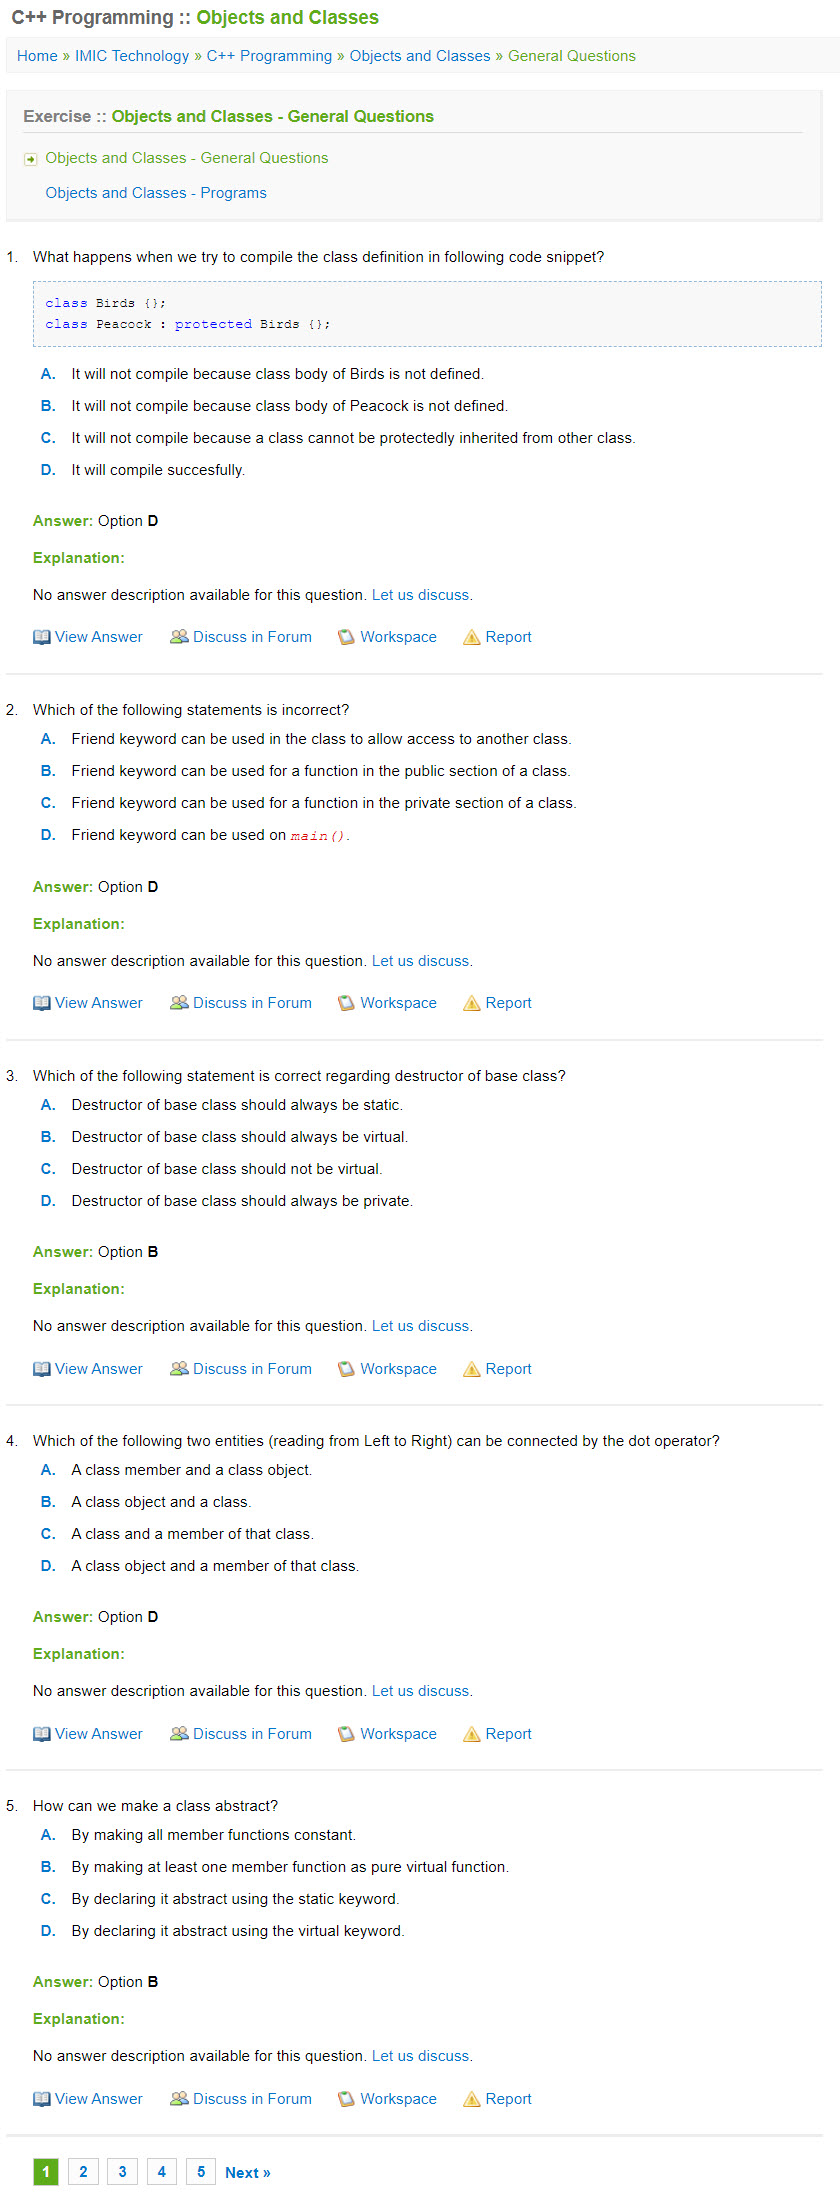 C++ Programming :: Objects and Classes
Home » IMIC Technology » C++ Programming » Objects and Classes » General Questions
Exercise :: Objects and Classes - General Questions
Objects and Classes - General Questions
Objects and Classes - Programs
1. What happens when we try to compile the class definition in following code snippet?
class Birds {};
class Peacock : protected Birds {};
A. It will not compile because class body of Birds is not defined.
B. It will not compile because class body of Peacock is not defined.
C. It will not compile because a class cannot be protectedly inherited from other class.
D. It will compile succesfully.
Answer: Option D
Explanation:
No answer description available for this question. Let us discuss.
View Answer Discuss in Forum Workspace Report
2. Which of the following statements is incorrect?
A. Friend keyword can be used in the class to allow access to another class.
B. Friend keyword can be used for a function in the public section of a class.
C. Friend keyword can be used for a function in the private section of a class.
D. Friend keyword can be used on main().
Answer: Option D
Explanation:
No answer description available for this question. Let us discuss.
View Answer Discuss in Forum Workspace Report
3. Which of the following statement is correct regarding destructor of base class?
A. Destructor of base class should always be static.
B. Destructor of base class should always be virtual.
C. Destructor of base class should not be virtual.
D. Destructor of base class should always be private.
Answer: Option B
Explanation:
No answer description available for this question. Let us discuss.
View Answer Discuss in Forum Workspace Report
4. Which of the following two entities (reading from Left to Right) can be connected by the dot operator?
A. A class member and a class object.
B. A class object and a class.
C. A class and a member of that class.
D. A class object and a member of that class.
Answer: Option D
Explanation:
No answer description available for this question. Let us discuss.
View Answer Discuss in Forum Workspace Report
5. How can we make a class abstract?
A. By making all member functions constant.
B. By making at least one member function as pure virtual function.
C. By declaring it abstract using the static keyword.
D. By declaring it abstract using the virtual keyword.
Answer: Option B
Explanation:
No answer description available for this question. Let us discuss.
View Answer Discuss in Forum Workspace Report
1 2 3 4 5 Next »